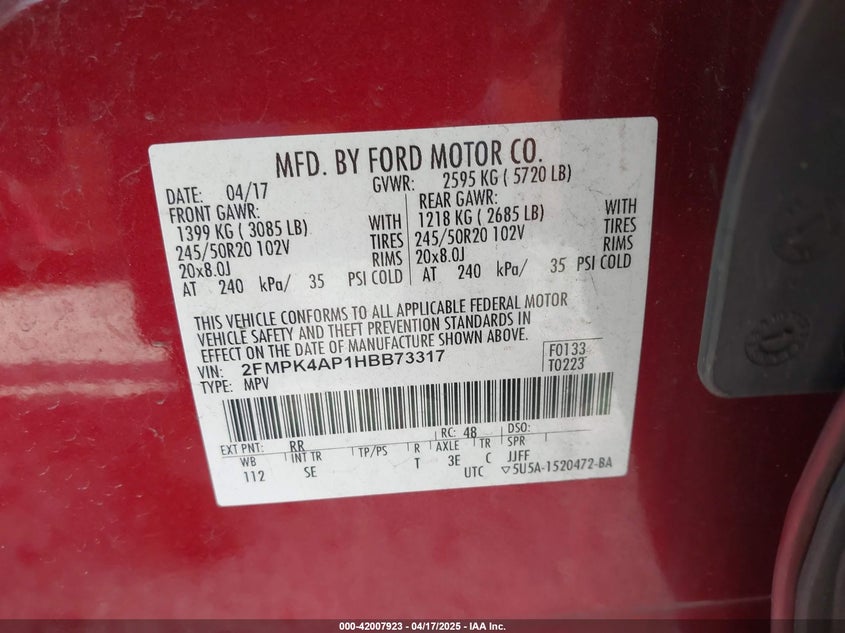 MFD. BY FORD MOTOR CO.
DATE: 04/17 GVWR: 2595 KG ( 5720 LB)
FRONT GAWR: REAR GAWR:
1399 KG ( 3085 LB) WITH 1218 KG ( 2685 LB) WITH
245/50R20 102V TIRES 245/50R20 102V TIRES
20x8.0J RIMS 20x8.0J RIMS
AT 240 kPa/ 35 PSI COLD AT 240 kPa/ 35 PSI COLD
THIS VEHICLE CONFORMS TO ALL APPLICABLE FEDERAL MOTOR
VEHICLE SAFETY AND THEFT PREVENTION STANDARDS IN
EFFECT ON THE DATE OF MANUFACTURE SHOWN ABOVE.
VIN: 2FMPK4AP1HBB73317 F0133
TYPE: MPV T0223
EXT PNT: RR RC: 48 DSO:
WB INT TR TP/PS R AXLE TR SPR
112 SE T 3E C JJFF
UTC ▽5U5A-1520472-BA
000-42007923 / 04/17/2025 / IAA Inc.